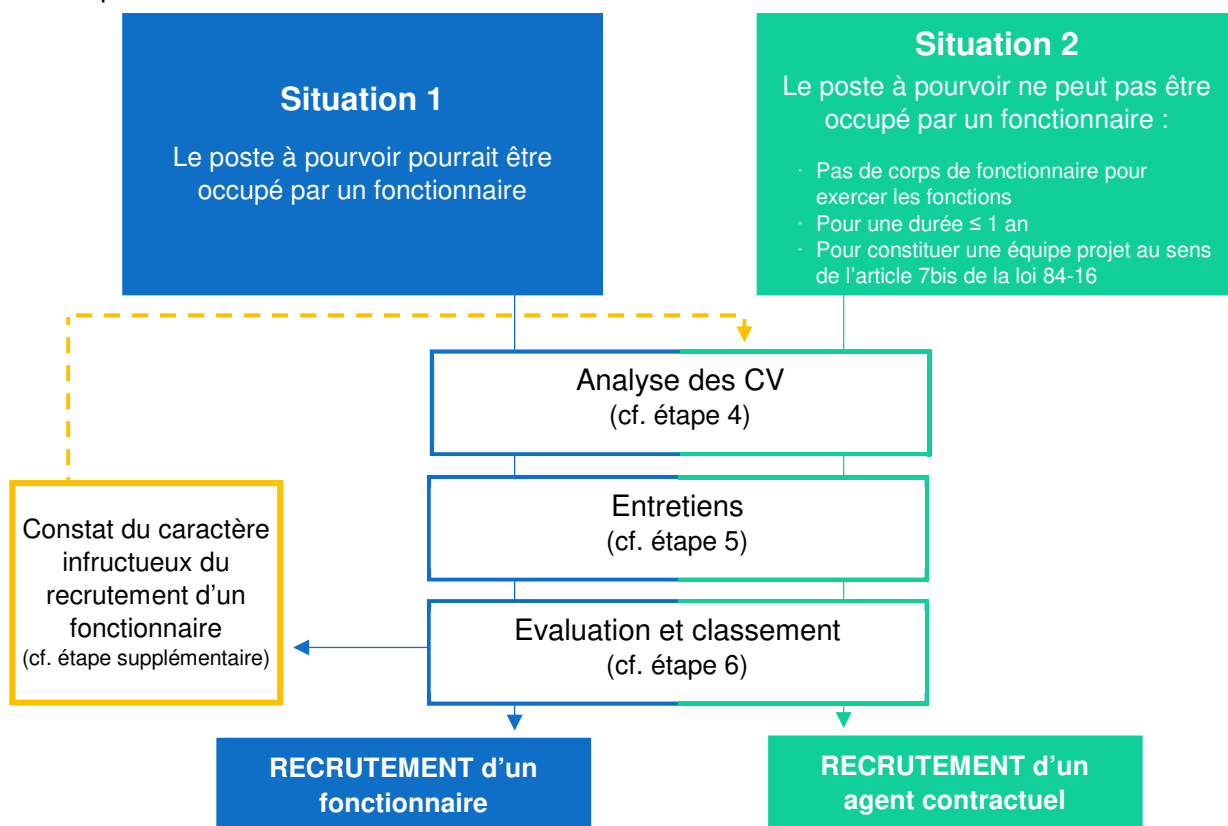 Situation 1
Le poste à pourvoir pourrait être
occupé par un fonctionnaire
Situation 2
Le poste à pourvoir ne peut pas être
occupé par un fonctionnaire :
· Pas de corps de fonctionnaire pour
exercer les fonctions
· Pour une durée ≤ 1 an
· Pour constituer une équipe projet au sens
de l’article 7bis de la loi 84-16
Analyse des CV
(cf. étape 4)
Entretiens
(cf. étape 5)
Constat du caractère
infructueux du
recrutement d’un
fonctionnaire
(cf. étape supplémentaire)
Evaluation et classement
(cf. étape 6)
RECRUTEMENT d’un
fonctionnaire
RECRUTEMENT d’un
agent contractuel